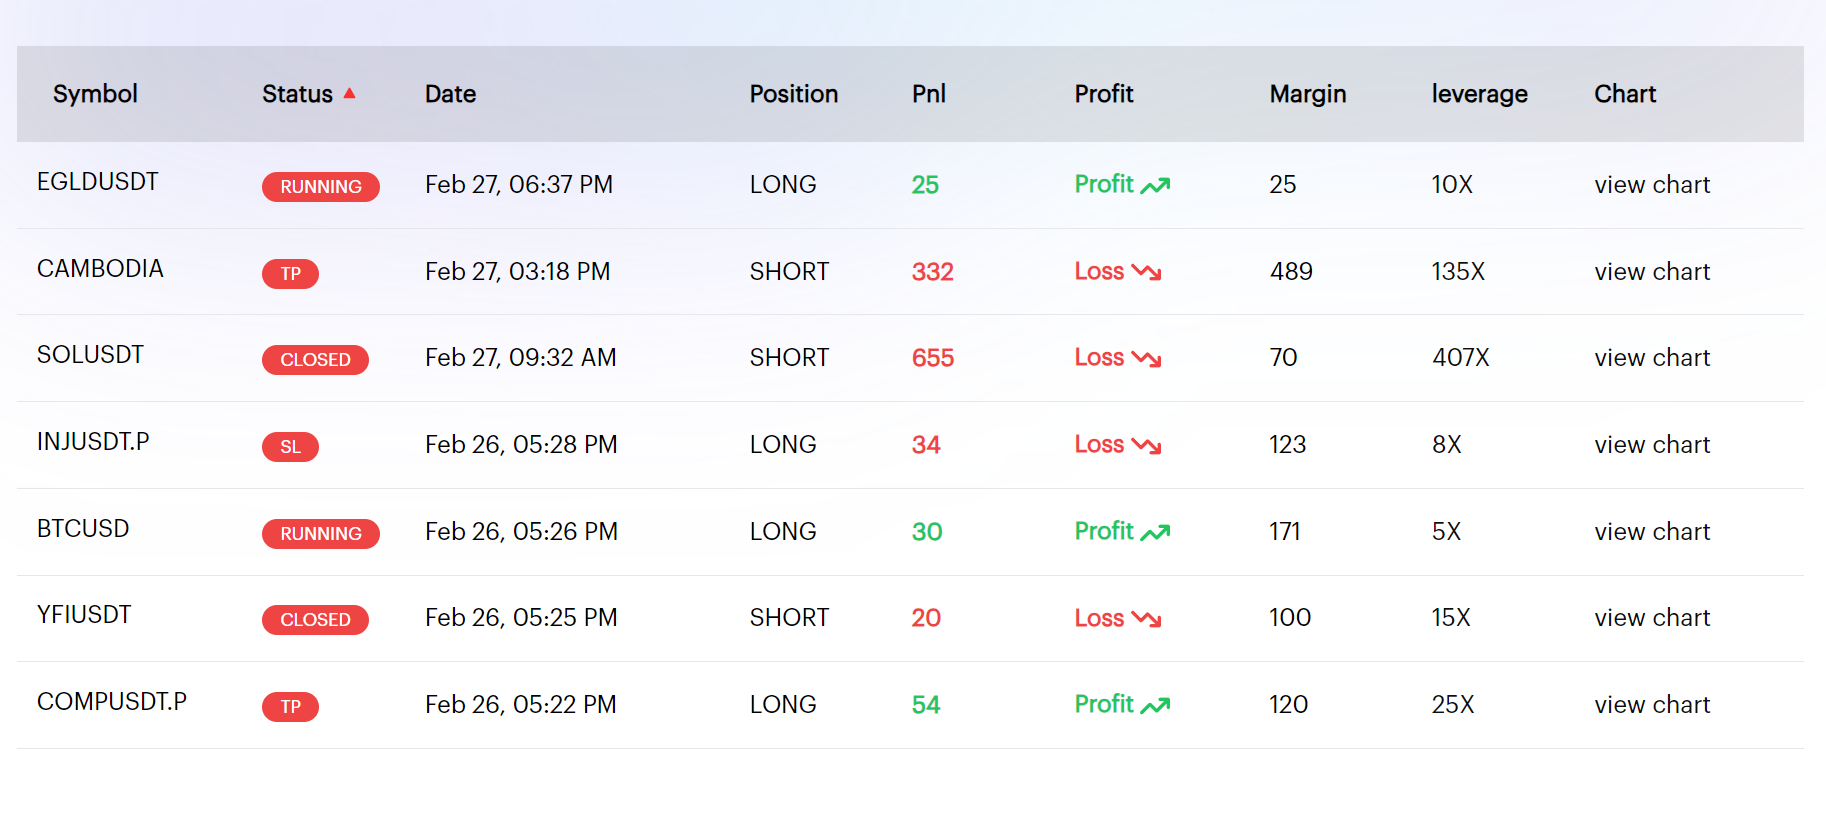 Symbol Status Date Position Pnl Profit Margin leverage Chart
EGLDUSDT RUNNING Feb 27, 06:37 PM LONG 25 Profit 25 10X view chart
CAMBODIA TP Feb 27, 03:18 PM SHORT 332 Loss 489 135X view chart
SOLUSDT CLOSED Feb 27, 09:32 AM SHORT 655 Loss 70 407X view chart
INJUSDT.P SL Feb 26, 05:28 PM LONG 34 Loss 123 8X view chart
BTCUSD RUNNING Feb 26, 05:26 PM LONG 30 Profit 171 5X view chart
YFIUSDT CLOSED Feb 26, 05:25 PM SHORT 20 Loss 100 15X view chart
COMPUSDT.P TP Feb 26, 05:22 PM LONG 54 Profit 120 25X view chart